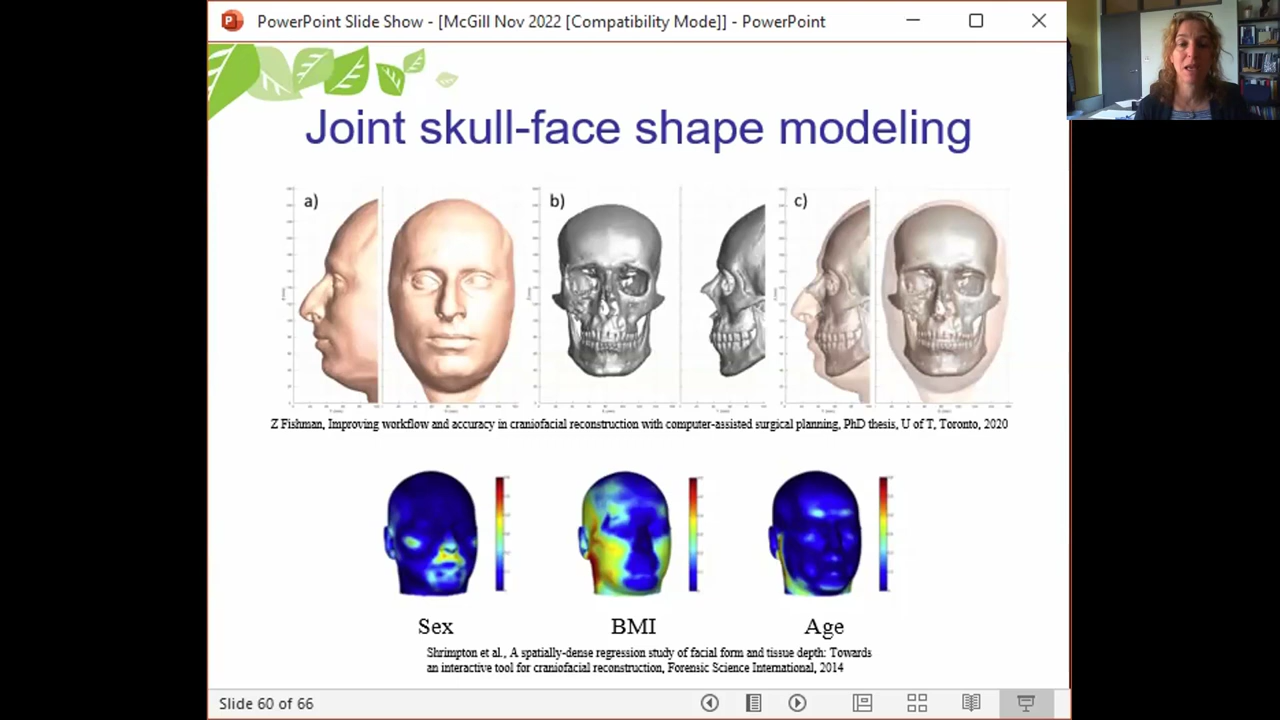 PowerPoint Slide Show - [McGill Nov 2022 [Compatibility Mode]] - PowerPoint
Joint skull-face shape modeling
a)
b)
c)
Z Fishman, Improving workflow and accuracy in craniofacial reconstruction with computer-assisted surgical planning, PhD thesis, U of T, Toronto, 2020
Sex
BMI
Age
Shrimpton et al., A spatially-dense regression study of facial form and tissue depth: Towards
an interactive tool for craniofacial reconstruction, Forensic Science International, 2014
Slide 60 of 66